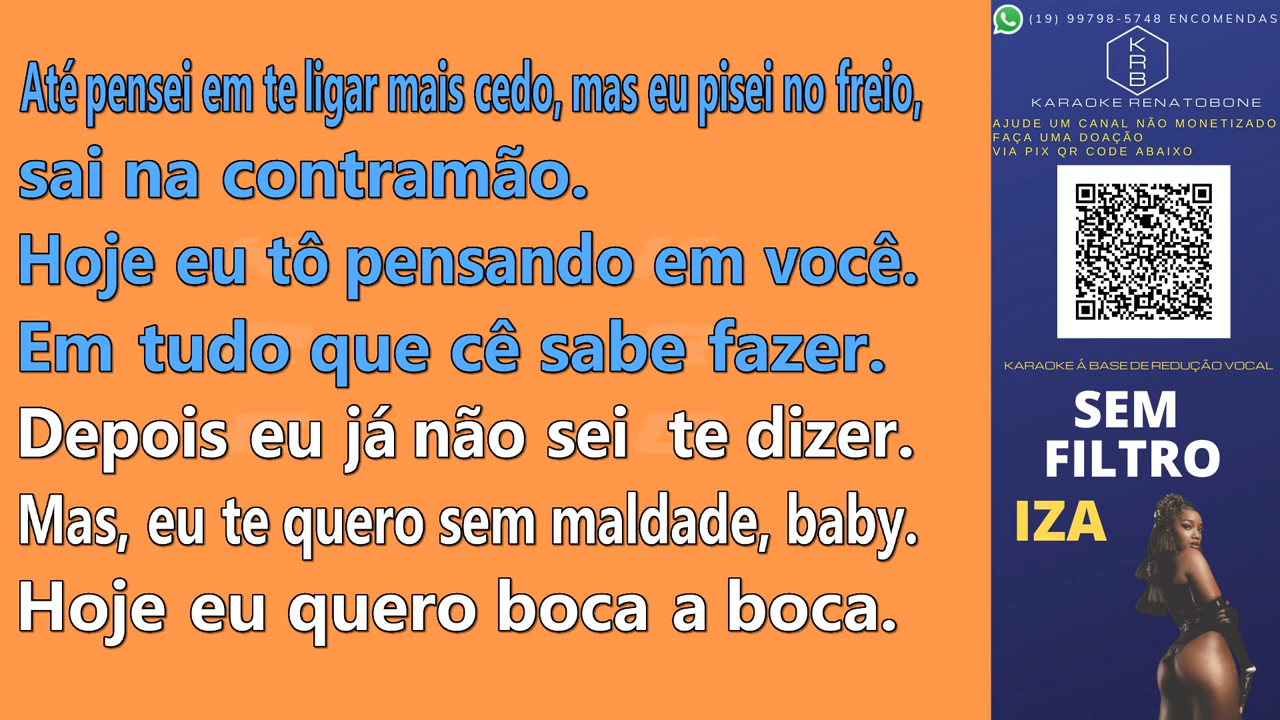 Até pensei em te ligar mais cedo, mas eu pisei no freio,
sai na contramão.
Hoje eu tô pensando em você.
Em tudo que cê sabe fazer.
Depois eu já não sei te dizer.
Mas, eu te quero sem maldade, baby.
Hoje eu quero boca a boca.
(19) 99798-5748 ENCOMENDAS
K
R
B
KARAOKE RENATOBONE
AJUDE UM CANAL NÃO MONETIZADO
FAÇA UMA DOAÇÃO
VIA PIX QR CODE ABAIXO
KARAOKE Á BASE DE REDUÇÃO VOCAL
SEM
FILTRO
IZA